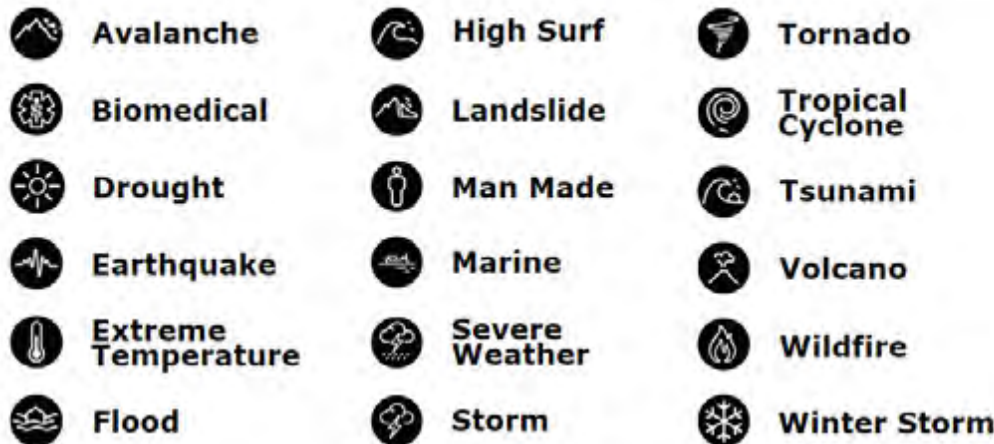 Avalanche
High Surf
Tornado
Biomedical
Landslide
Tropical
Cyclone
Drought
Man Made
Tsunami
Earthquake
Marine
Volcano
Extreme
Temperature
Severe
Weather
Wildfire
Flood
Storm
Winter Storm